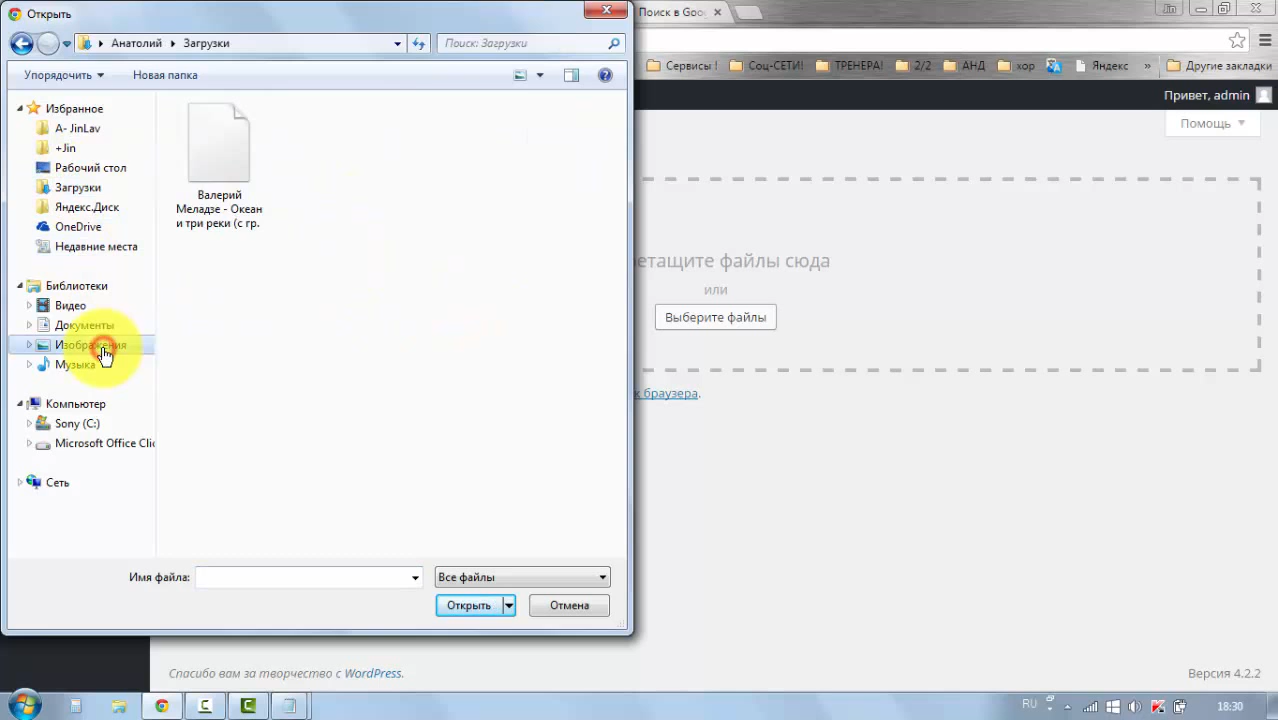 Открыть
Поиск в Goo
Jin
Анатолий Загрузки
Поиск: Загрузки
Упорядочить Новая папка
Сервисы ! Соц-СЕТИ! ТРЕНЕРА! 2/2 АНД хор Яндекс » Другие закладки
Привет, admin
Помощь
Избранное
A- JinLav
+Jin
Рабочий стол
Загрузки
Яндекс.Диск
OneDrive
Недавние места
Валерий
Меладзе - Океан
и три реки (с гр.
Библиотеки
Видео
Документы
Изображения
Музыка
Компьютер
Sony (C:)
Microsoft Office Clic
Сеть
етащите файлы сюда
или
Выберите файлы
к браузера.
Имя файла:
Все файлы
Открыть
Отмена
Спасибо вам за творчество с WordPress.
Версия 4.2.2
RU
18:30